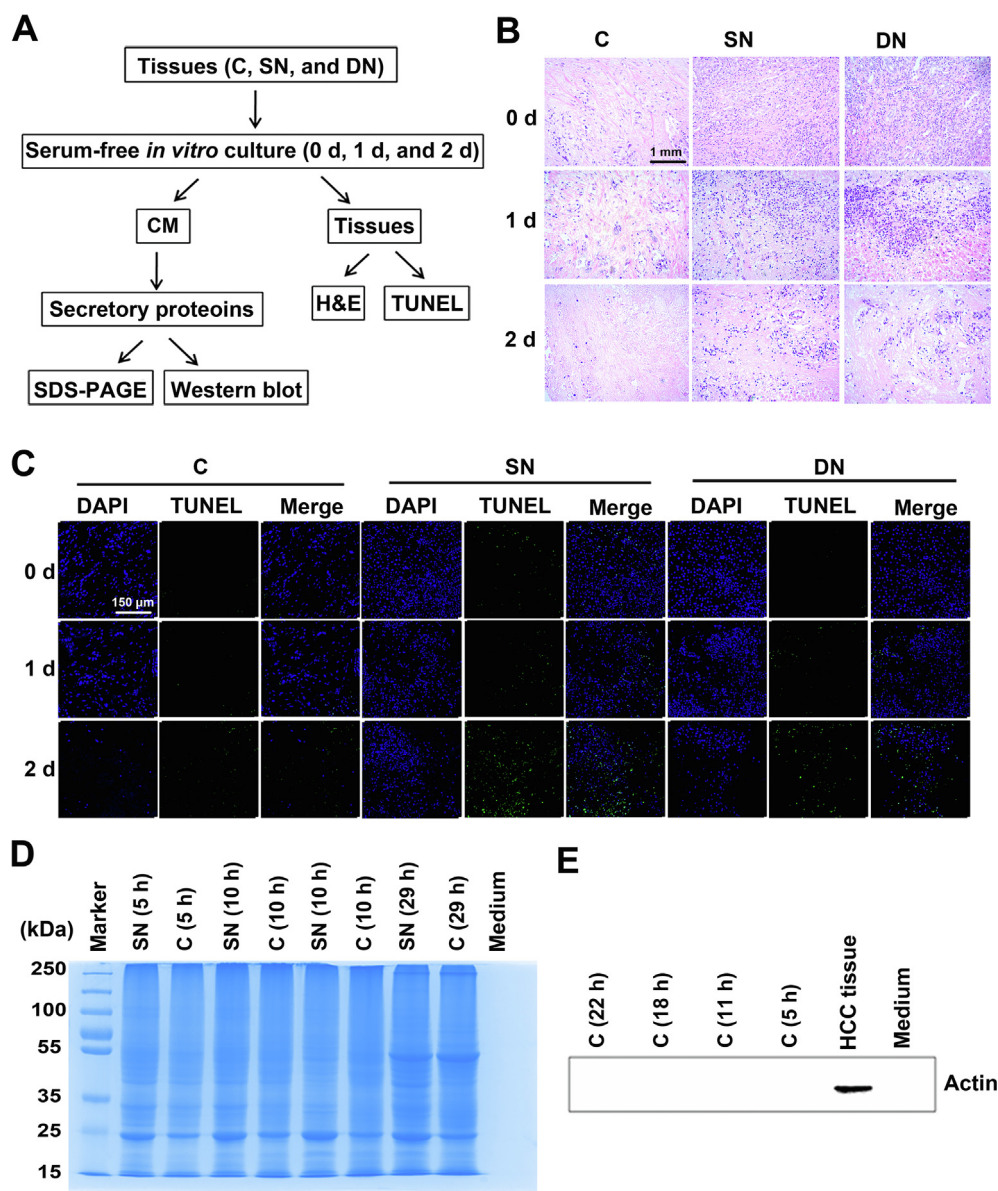 A
Tissues (C, SN, and DN)
Serum-free in vitro culture (0 d, 1 d, and 2 d)
CM
Tissues
Secretory proteoins
H&E
TUNEL
SDS-PAGE
Western blot
B
C SN DN
0 d
1 mm
1 d
2 d
C
C SN DN
DAPI TUNEL Merge DAPI TUNEL Merge DAPI TUNEL Merge
0 d
150 µm
1 d
2 d
D
(kDa)
Marker
SN (5 h)
C (5 h)
SN (10 h)
C (10 h)
SN (10 h)
C (10 h)
SN (29 h)
C (29 h)
Medium
250
100
55
35
25
15
E
C (22 h)
C (18 h)
C (11 h)
C (5 h)
HCC tissue
Medium
Actin